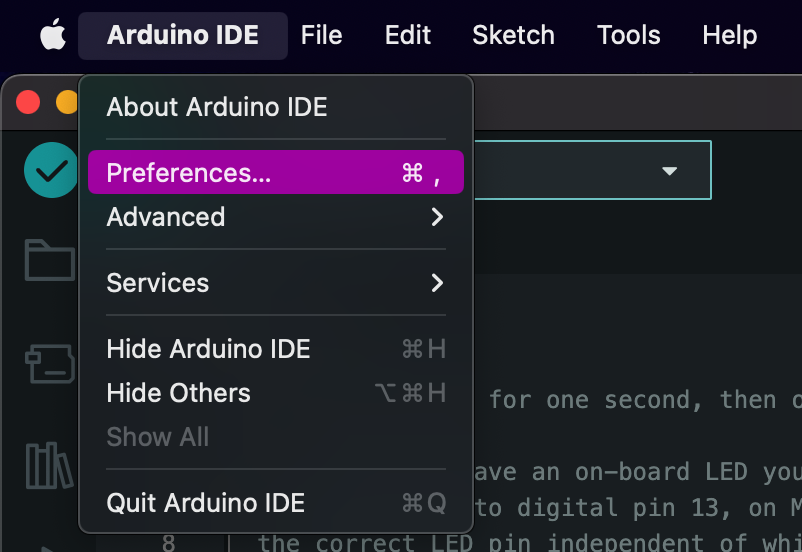 Arduino IDE File Edit Sketch Tools Help
About Arduino IDE
Preferences... ⌘ ,
Advanced
Services
Hide Arduino IDE ⌘H
Hide Others ⌥⌘H
Show All
Quit Arduino IDE ⌘Q
for one second, then o
ave an on-board LED you
to digital pin 13, on M
8 the correct LED pin independent of whi